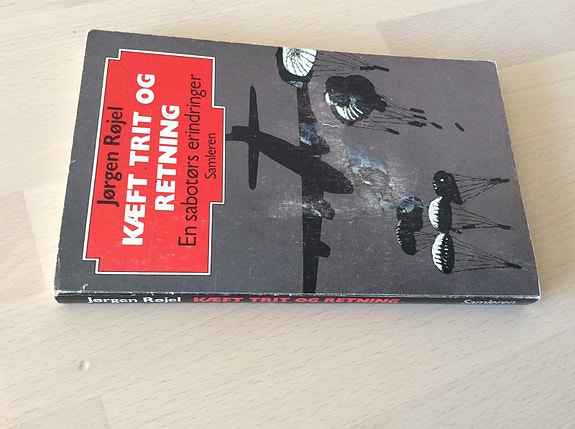 Jørgen Røjel
KÆFT TRIT OG
RETNING
En sabotørs erindringer
Samleren
Jørgen Røjel KÆFT TRIT OG RETNING Samleren